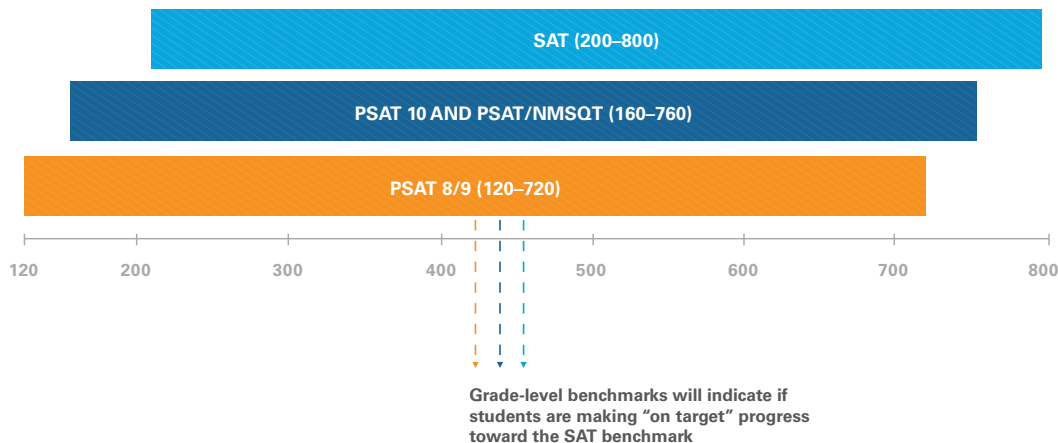 SAT (200–800)
PSAT 10 AND PSAT/NMSQT (160–760)
PSAT 8/9 (120–720)
120 200 300 400 500 600 700 800
Grade-level benchmarks will indicate if
students are making “on target” progress
toward the SAT benchmark